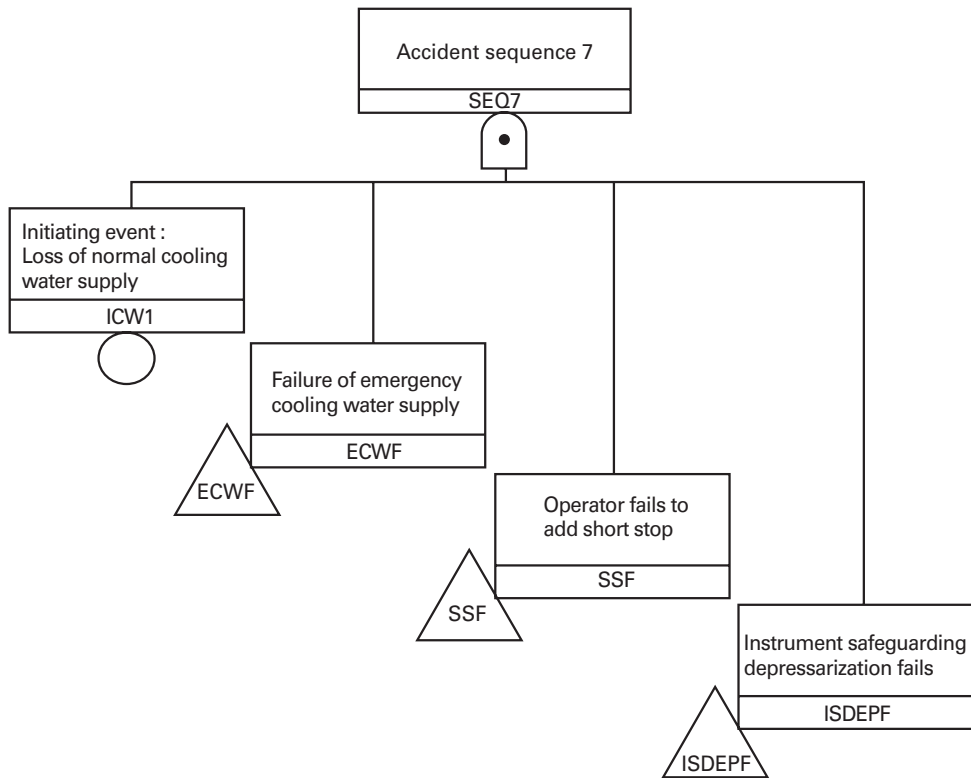 Accident sequence 7
SEQ7
Initiating event :
Loss of normal cooling
water supply
ICW1
Failure of emergency
cooling water supply
ECWF
ECWF
Operator fails to
add short stop
SSF
SSF
Instrument safeguarding
depressarization fails
ISDEPF
ISDEPF